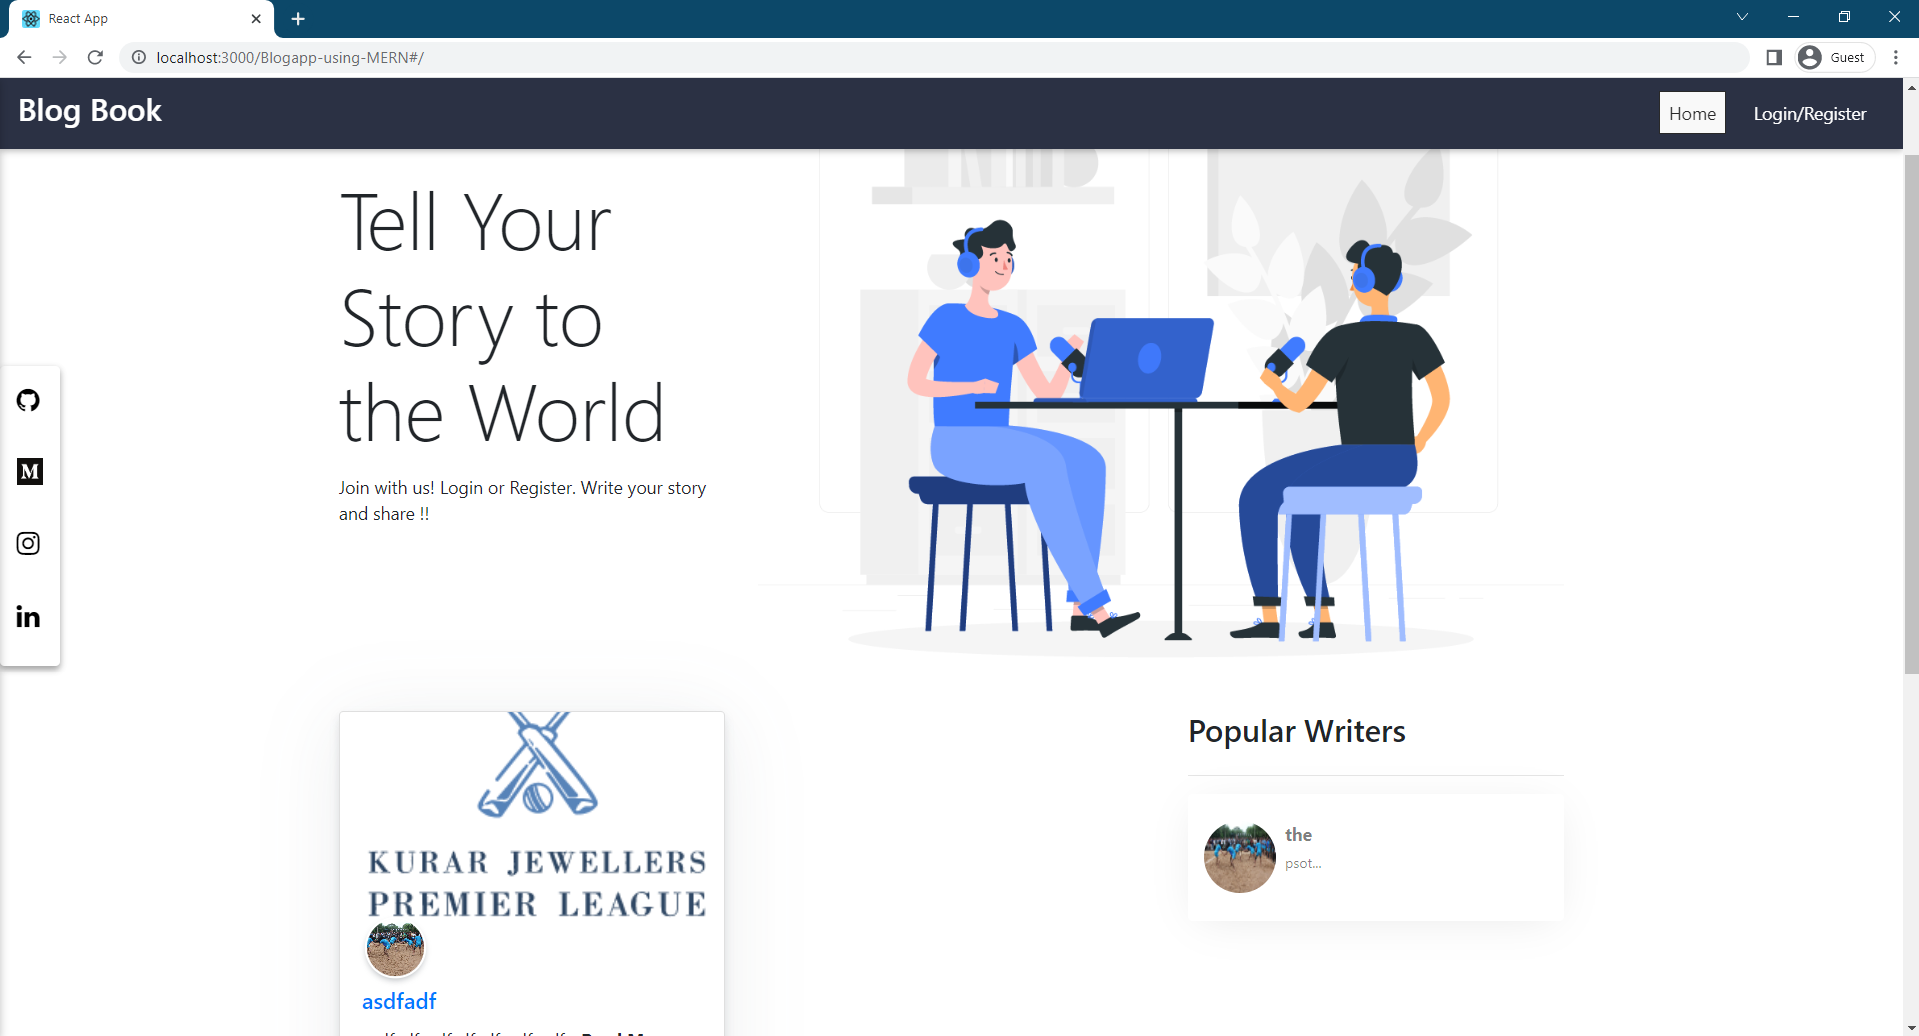 React App
localhost:3000/Blogapp-using-MERN#/
Guest
Blog Book
Home
Login/Register
Tell Your
Story to
the World
Join with us! Login or Register. Write your story
and share !!
M
in
KURAR JEWELLERS
PREMIER LEAGUE
asdfadf
Popular Writers
the
psot...